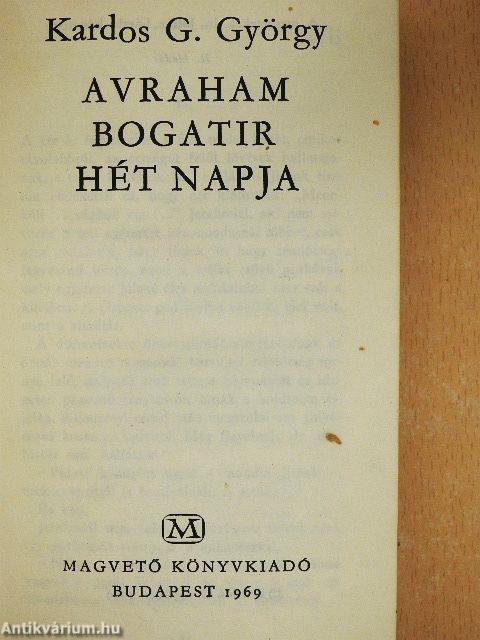 Kardos G. György
AVRAHAM
BOGATIR
HÉT NAPJA
M
MAGVETŐ KÖNYVKIADÓ
BUDAPEST 1969
Antikvárium.hu